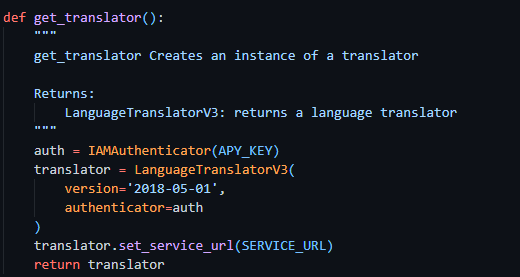 def get_translator():
"""
get_translator Creates an instance of a translator
Returns:
LanguageTranslatorV3: returns a language translator
"""
auth = IAMAuthenticator(APY_KEY)
translator = LanguageTranslatorV3(
version='2018-05-01',
authenticator=auth
)
translator.set_service_url(SERVICE_URL)
return translator